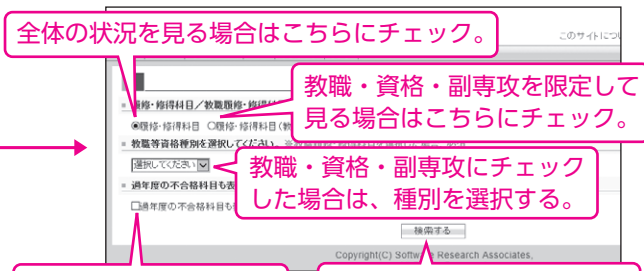 このサイトについ
全体の状況を見る場合はこちらにチェック。
教職・資格・副専攻を限定して
見る場合はこちらにチェック。
履修・修得科目／教職履修・修得
履修・修得科目 履修・修得科目(教
教職等資格種別を選択してください。
選択してください
教職・資格・副専攻にチェック
した場合は、種別を選択する。
過年度の不合格科目も表
過年度の不合格科目も
検索する
Copyright(C) Software Research Associates,